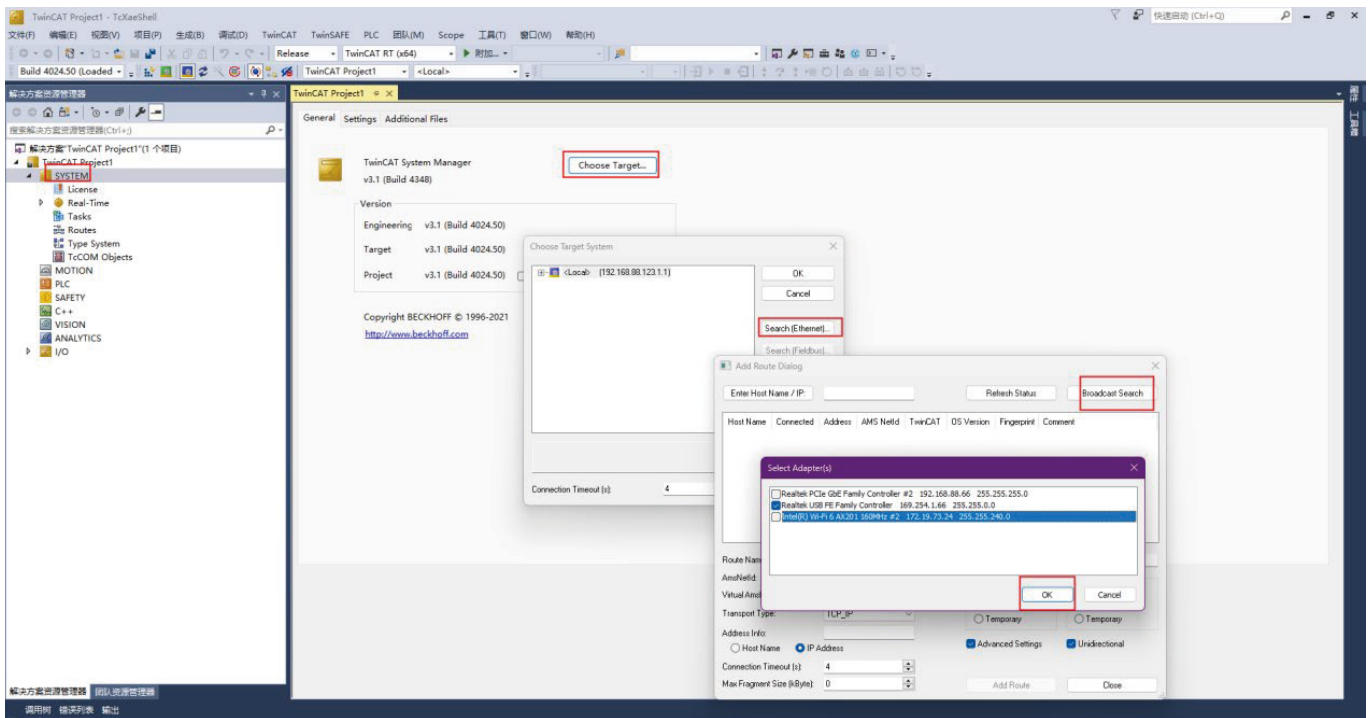 TwinCAT Project1 - TcXaeShell
快速启动 (Ctrl+Q)
文件(F) 编辑(E) 视图(V) 项目(P) 生成(B) 调试(D) TwinCAT TwinSAFE PLC 团队(M) Scope 工具(T) 窗口(W) 帮助(H)
Release TwinCAT RT (x64) 附加...
Build 4024.50 (Loaded TwinCAT Project1 <Local>
解决方案资源管理器
TwinCAT Project1
属性
工具箱
搜索解决方案资源管理器(Ctrl+;)
解决方案"TwinCAT Project1"(1 个项目)
TwinCAT Project1
SYSTEM
License
Real-Time
Tasks
Routes
Type System
TcCOM Objects
MOTION
PLC
SAFETY
C++
VISION
ANALYTICS
I/O
General Settings Additional Files
TwinCAT System Manager
v3.1 (Build 4348)
Choose Target...
Version
Engineering v3.1 (Build 4024.50)
Target v3.1 (Build 4024.50)
Project v3.1 (Build 4024.50)
Copyright BECKHOFF © 1996-2021
http://www.beckhoff.com
Choose Target System
<Local> (192.168.88.123.1.1)
OK
Cancel
Search (Ethernet)...
Search (Fieldbus)...
Connection Timeout (s): 4
Add Route Dialog
Enter Host Name / IP: Refresh Status Broadcast Search
Host Name Connected Address AMS NetId TwinCAT OS Version Fingerprint Comment
Select Adapter(s)
Realtek PCIe GbE Family Controller #2 192.168.88.66 255.255.255.0
Realtek USB FE Family Controller 169.254.1.66 255.255.0.0
Intel(R) Wi-Fi 6 AX201 160MHz #2 172.19.73.24 255.255.240.0
OK Cancel
Route Nam
AmsNetId:
Virtual AmsI
Transport Type: TCP_IP
Temporary Temporary
Address Info:
Host Name IP Address
Advanced Settings Unidirectional
Connection Timeout (s): 4
Max Fragment Size (kByte): 0
Add Route Close
解决方案资源管理器 团队资源管理器
调用树 错误列表 输出